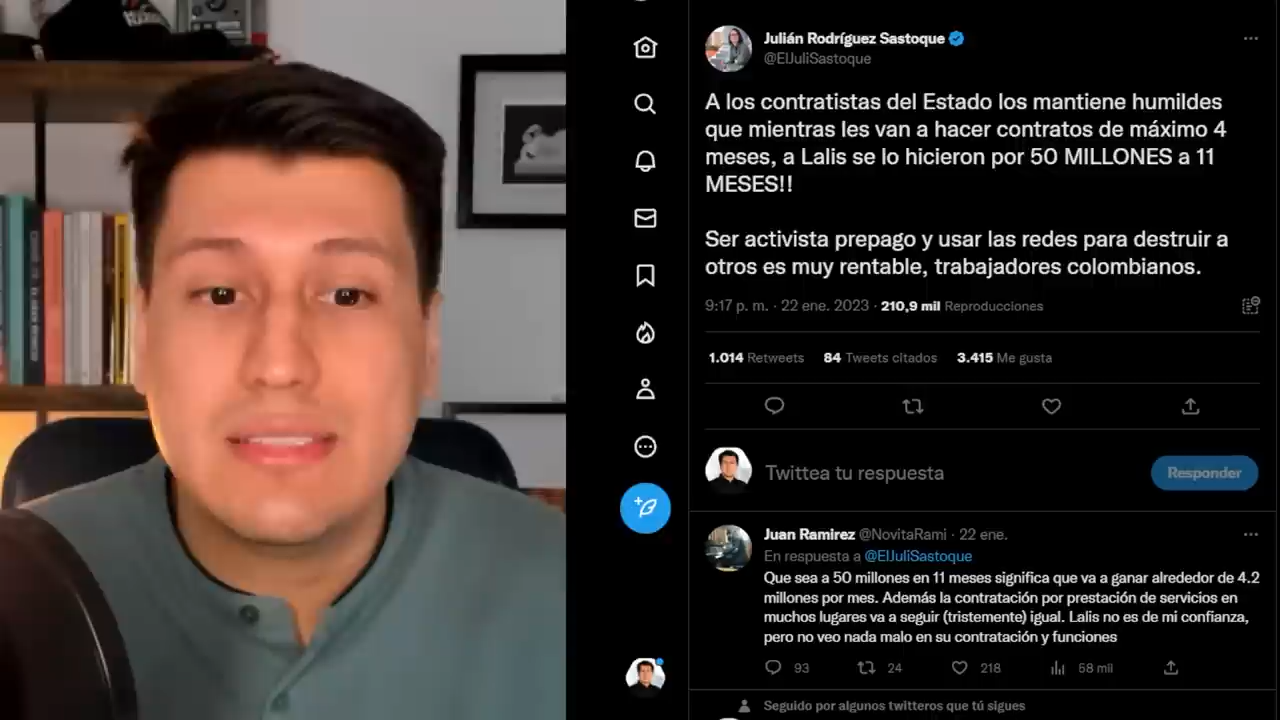 Julián Rodríguez Sastoque
@ElJuliSastoque
A los contratistas del Estado los mantiene humildes
que mientras les van a hacer contratos de máximo 4
meses, a Lalis se lo hicieron por 50 MILLONES a 11
MESES!!
Ser activista prepago y usar las redes para destruir a
otros es muy rentable, trabajadores colombianos.
9:17 p. m. · 22 ene. 2023 · 210,9 mil Reproducciones
1.014 Retweets 84 Tweets citados 3.415 Me gusta
Twittea tu respuesta
Responder
Juan Ramirez @NovitaRami · 22 ene.
En respuesta a @ElJuliSastoque
Que sea a 50 millones en 11 meses significa que va a ganar alrededor de 4.2
millones por mes. Además la contratación por prestación de servicios en
muchos lugares va a seguir (tristemente) igual. Lalis no es de mi confianza,
pero no veo nada malo en su contratación y funciones
93 24 218 58 mil
Seguido por algunos twitteros que tú sigues